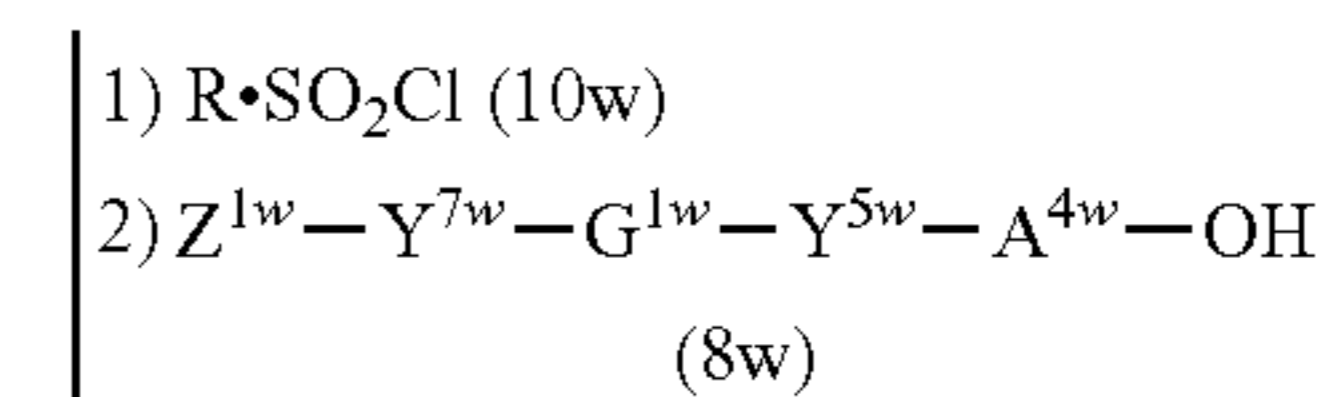 1) R•SO₂Cl (10w)
2) Z¹ʷ—Y⁷ʷ—G¹ʷ—Y⁵ʷ—A⁴ʷ—OH
(8w)